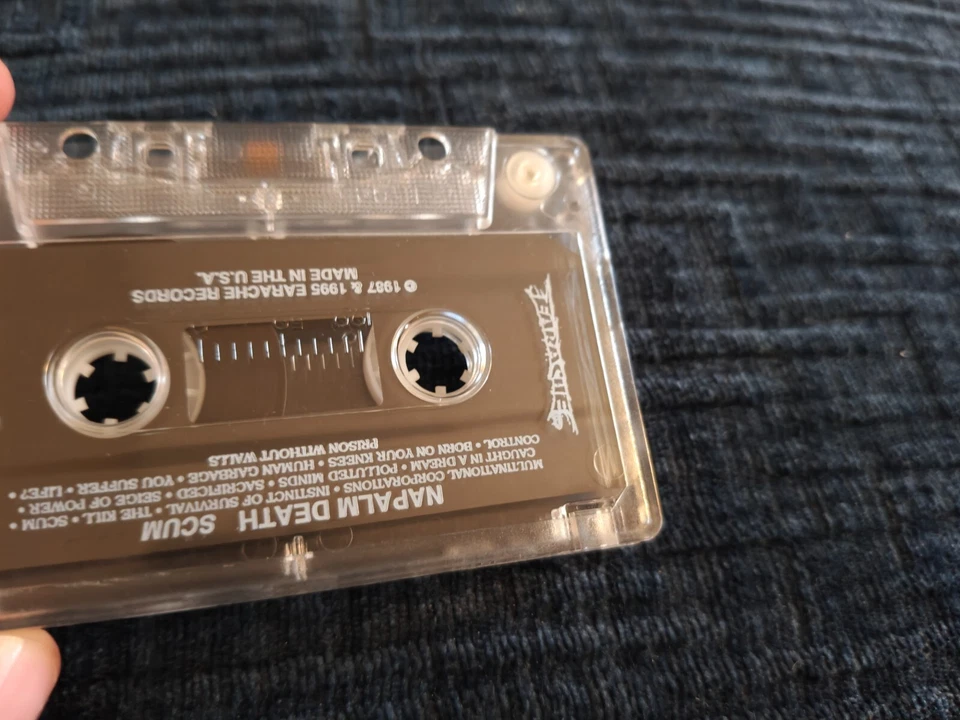 NAPALM DEATH SCUM
MULTINATIONAL CORPORATIONS • INSTINCT OF SURVIVAL • THE KILL • SCUM •
CAUGHT IN A DREAM • POLLUTED MINDS • SACRIFICED • SEIGE OF POWER •
CONTROL • BORN ON YOUR KNEES • HUMAN GARBAGE • YOU SUFFER • LIFE? •
PRISON WITHOUT WALLS
EARACHE
© 1987 & 1995 EARACHE RECORDS
MADE IN THE U.S.A.